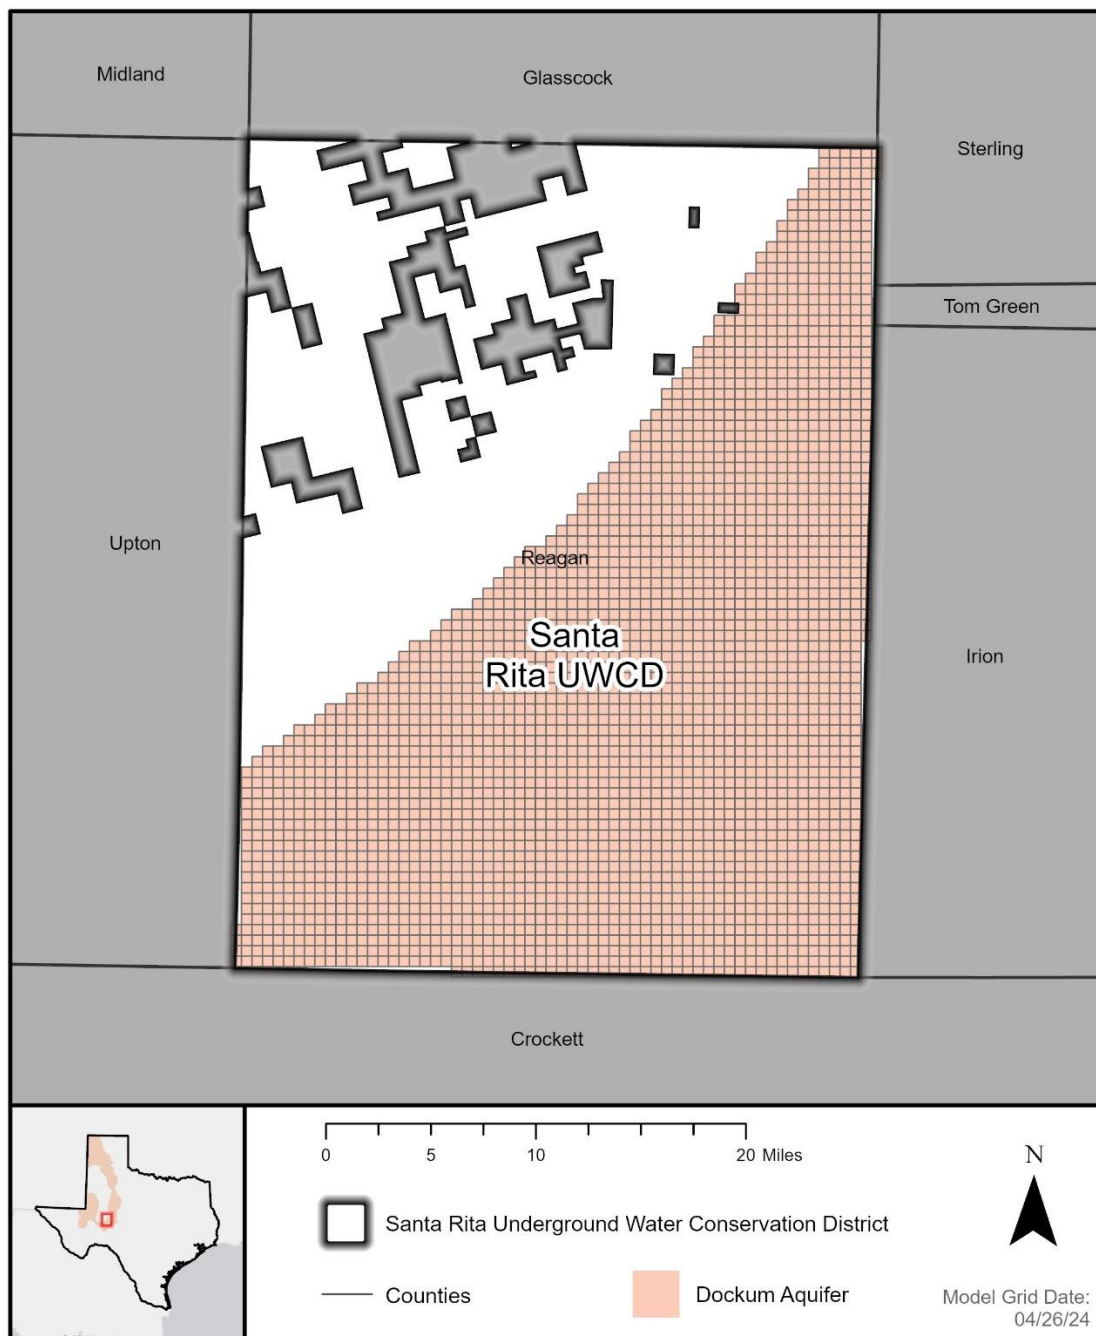 Midland
Glasscock
Sterling
Tom Green
Upton
Reagan
Santa
Rita UWCD
Irion
Crockett
0 5 10 20 Miles
N
Santa Rita Underground Water Conservation District
Counties
Dockum Aquifer
Model Grid Date:
04/26/24